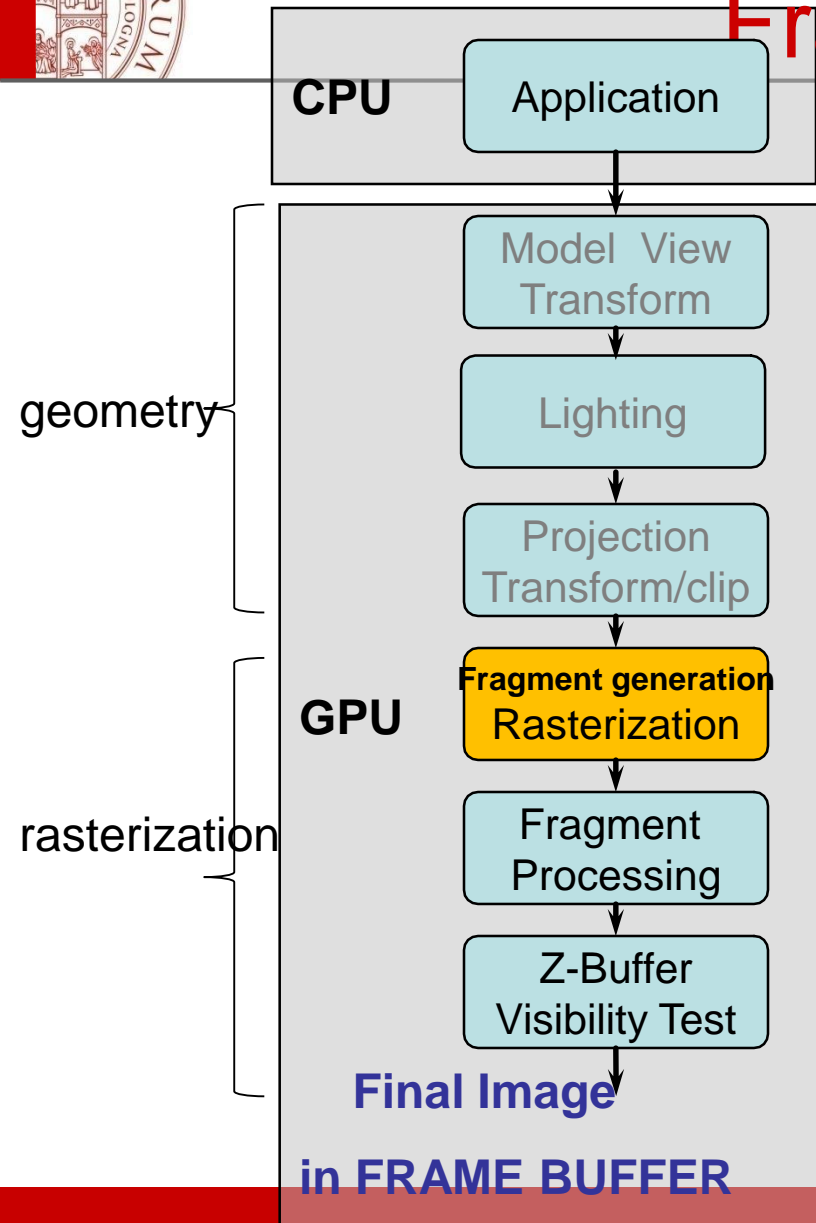 Fr
CPU
Application
Model View
Transform
geometry
Lighting
Projection
Transform/clip
Fragment generation
GPU
Rasterization
rasterization
Fragment
Processing
Z-Buffer
Visibility Test
Final Image
in FRAME BUFFER